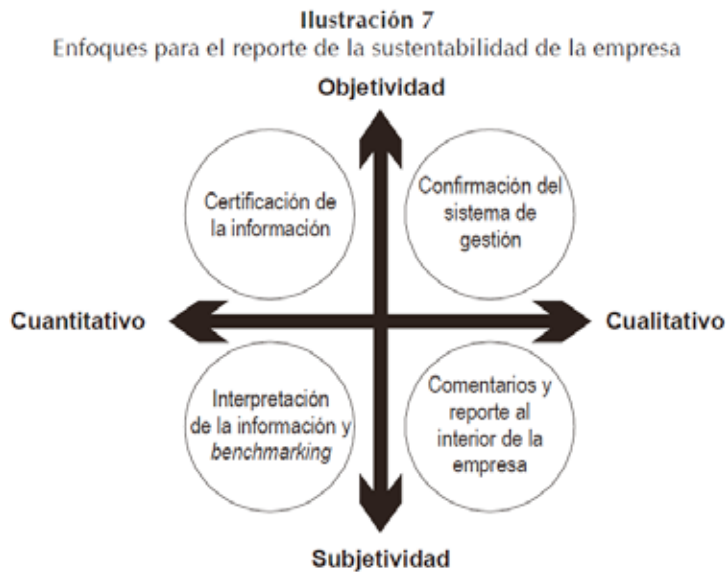 Ilustración 7
Enfoques para el reporte de la sustentabilidad de la empresa
Objetividad
Certificación de
la información
Confirmación del
sistema de
gestión
Cuantitativo
Cualitativo
Interpretación
de la información y
benchmarking
Comentarios y
reporte al
interior de la
empresa
Subjetividad